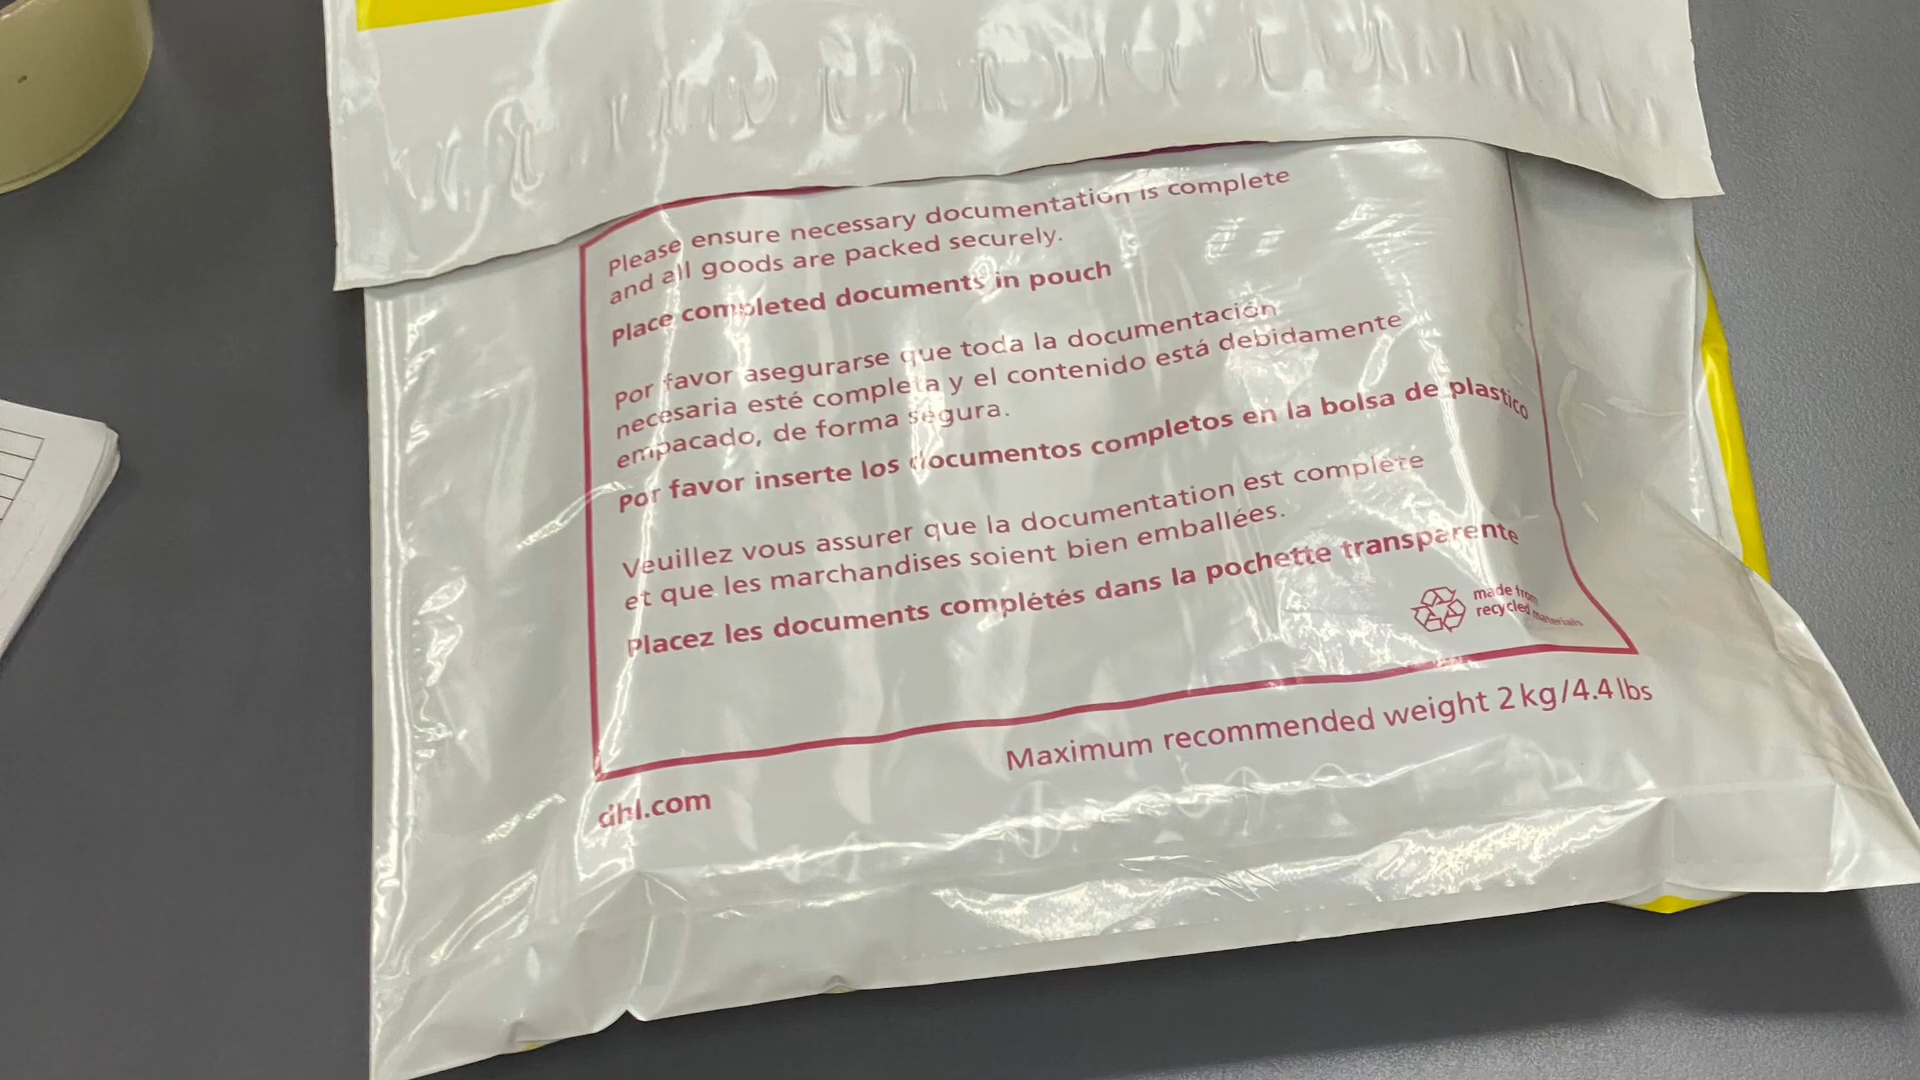 Please ensure necessary documentation is complete
and all goods are packed securely.
Place completed documents in pouch
Por favor asegurarse que toda la documentación
necesaria esté completa y el contenido está debidamente
empacado, de forma segura.
Por favor inserte los documentos completos en la bolsa de plastico
Veuillez vous assurer que la documentation est complète
et que les marchandises soient bien emballées.
Placez les documents complétés dans la pochette transparente
made from
recycled materials
Maximum recommended weight 2 kg/4.4 lbs
dhl.com